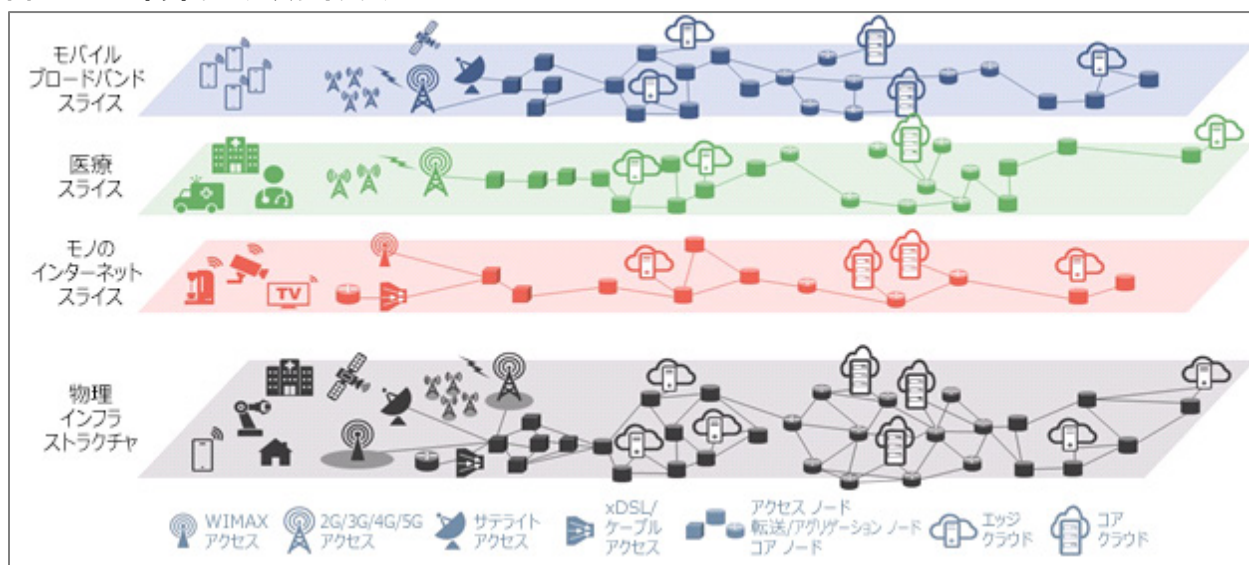 モバイル
ブロードバンド
スライス
医療
スライス
モノの
インターネット
スライス
TV
物理
インフラ
ストラクチャ
WIMAX
アクセス
2G/3G/4G/5G
アクセス
サテライト
アクセス
xDSL/
ケーブル
アクセス
アクセス ノード
転送/アグリゲーション ノード
コア ノード
エッジ
クラウド
コア
クラウド